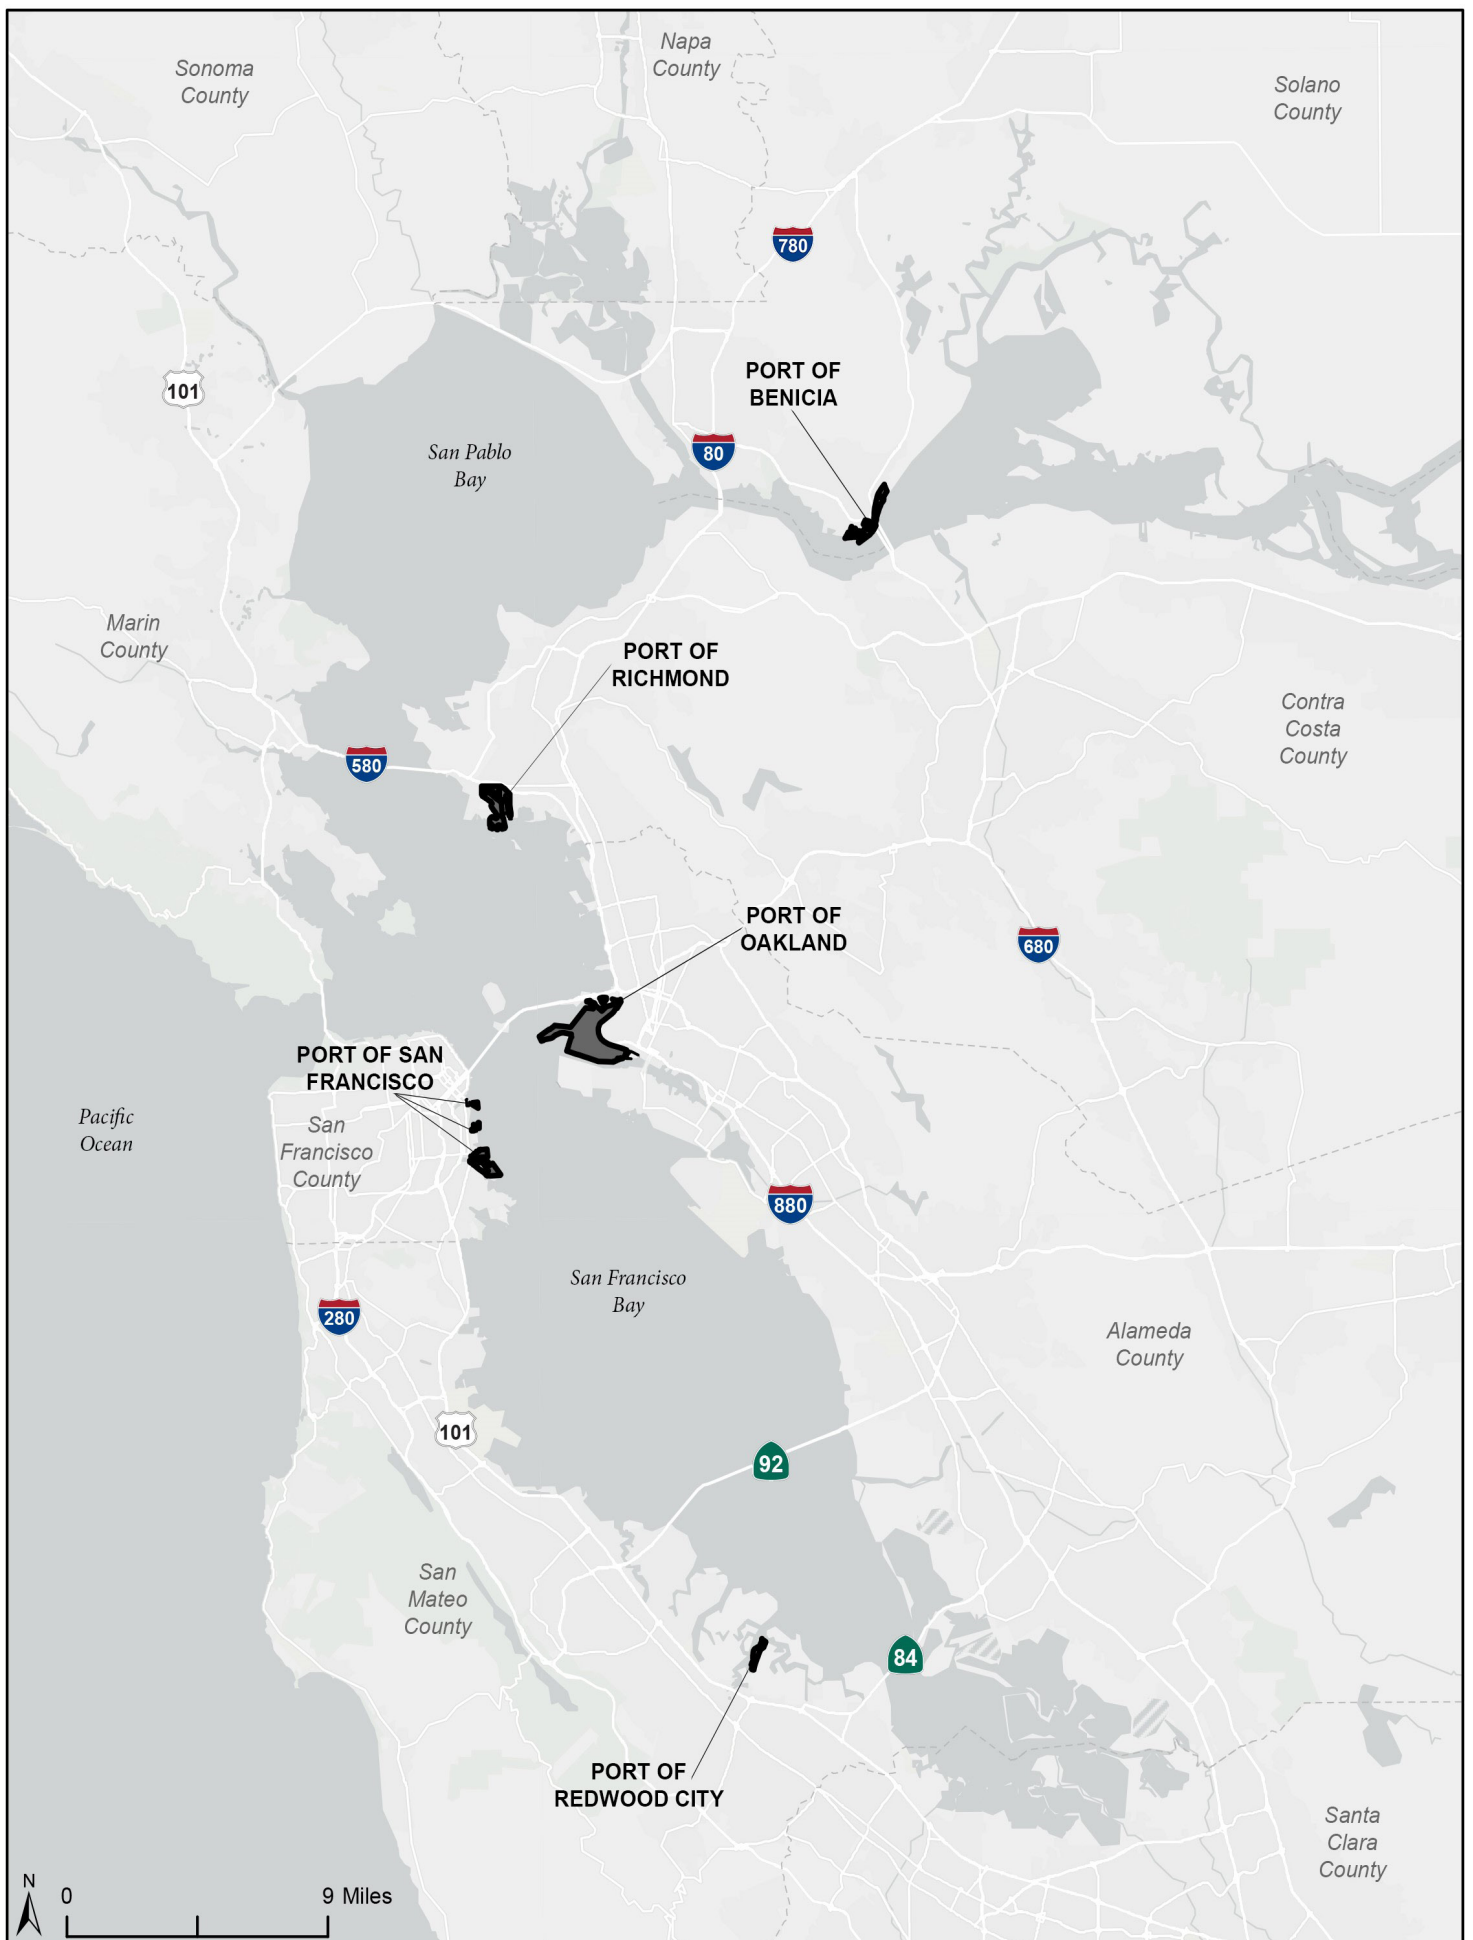 Napa
County
Sonoma
County
Solano
County
780
PORT OF
BENICIA
101
80
San Pablo
Bay
Marin
County
PORT OF
RICHMOND
Contra
Costa
County
580
PORT OF
OAKLAND
680
PORT OF SAN
FRANCISCO
Pacific
Ocean
San
Francisco
County
880
San Francisco
Bay
280
Alameda
County
101
92
San
Mateo
County
84
PORT OF
REDWOOD CITY
Santa
Clara
County
N
0
9 Miles